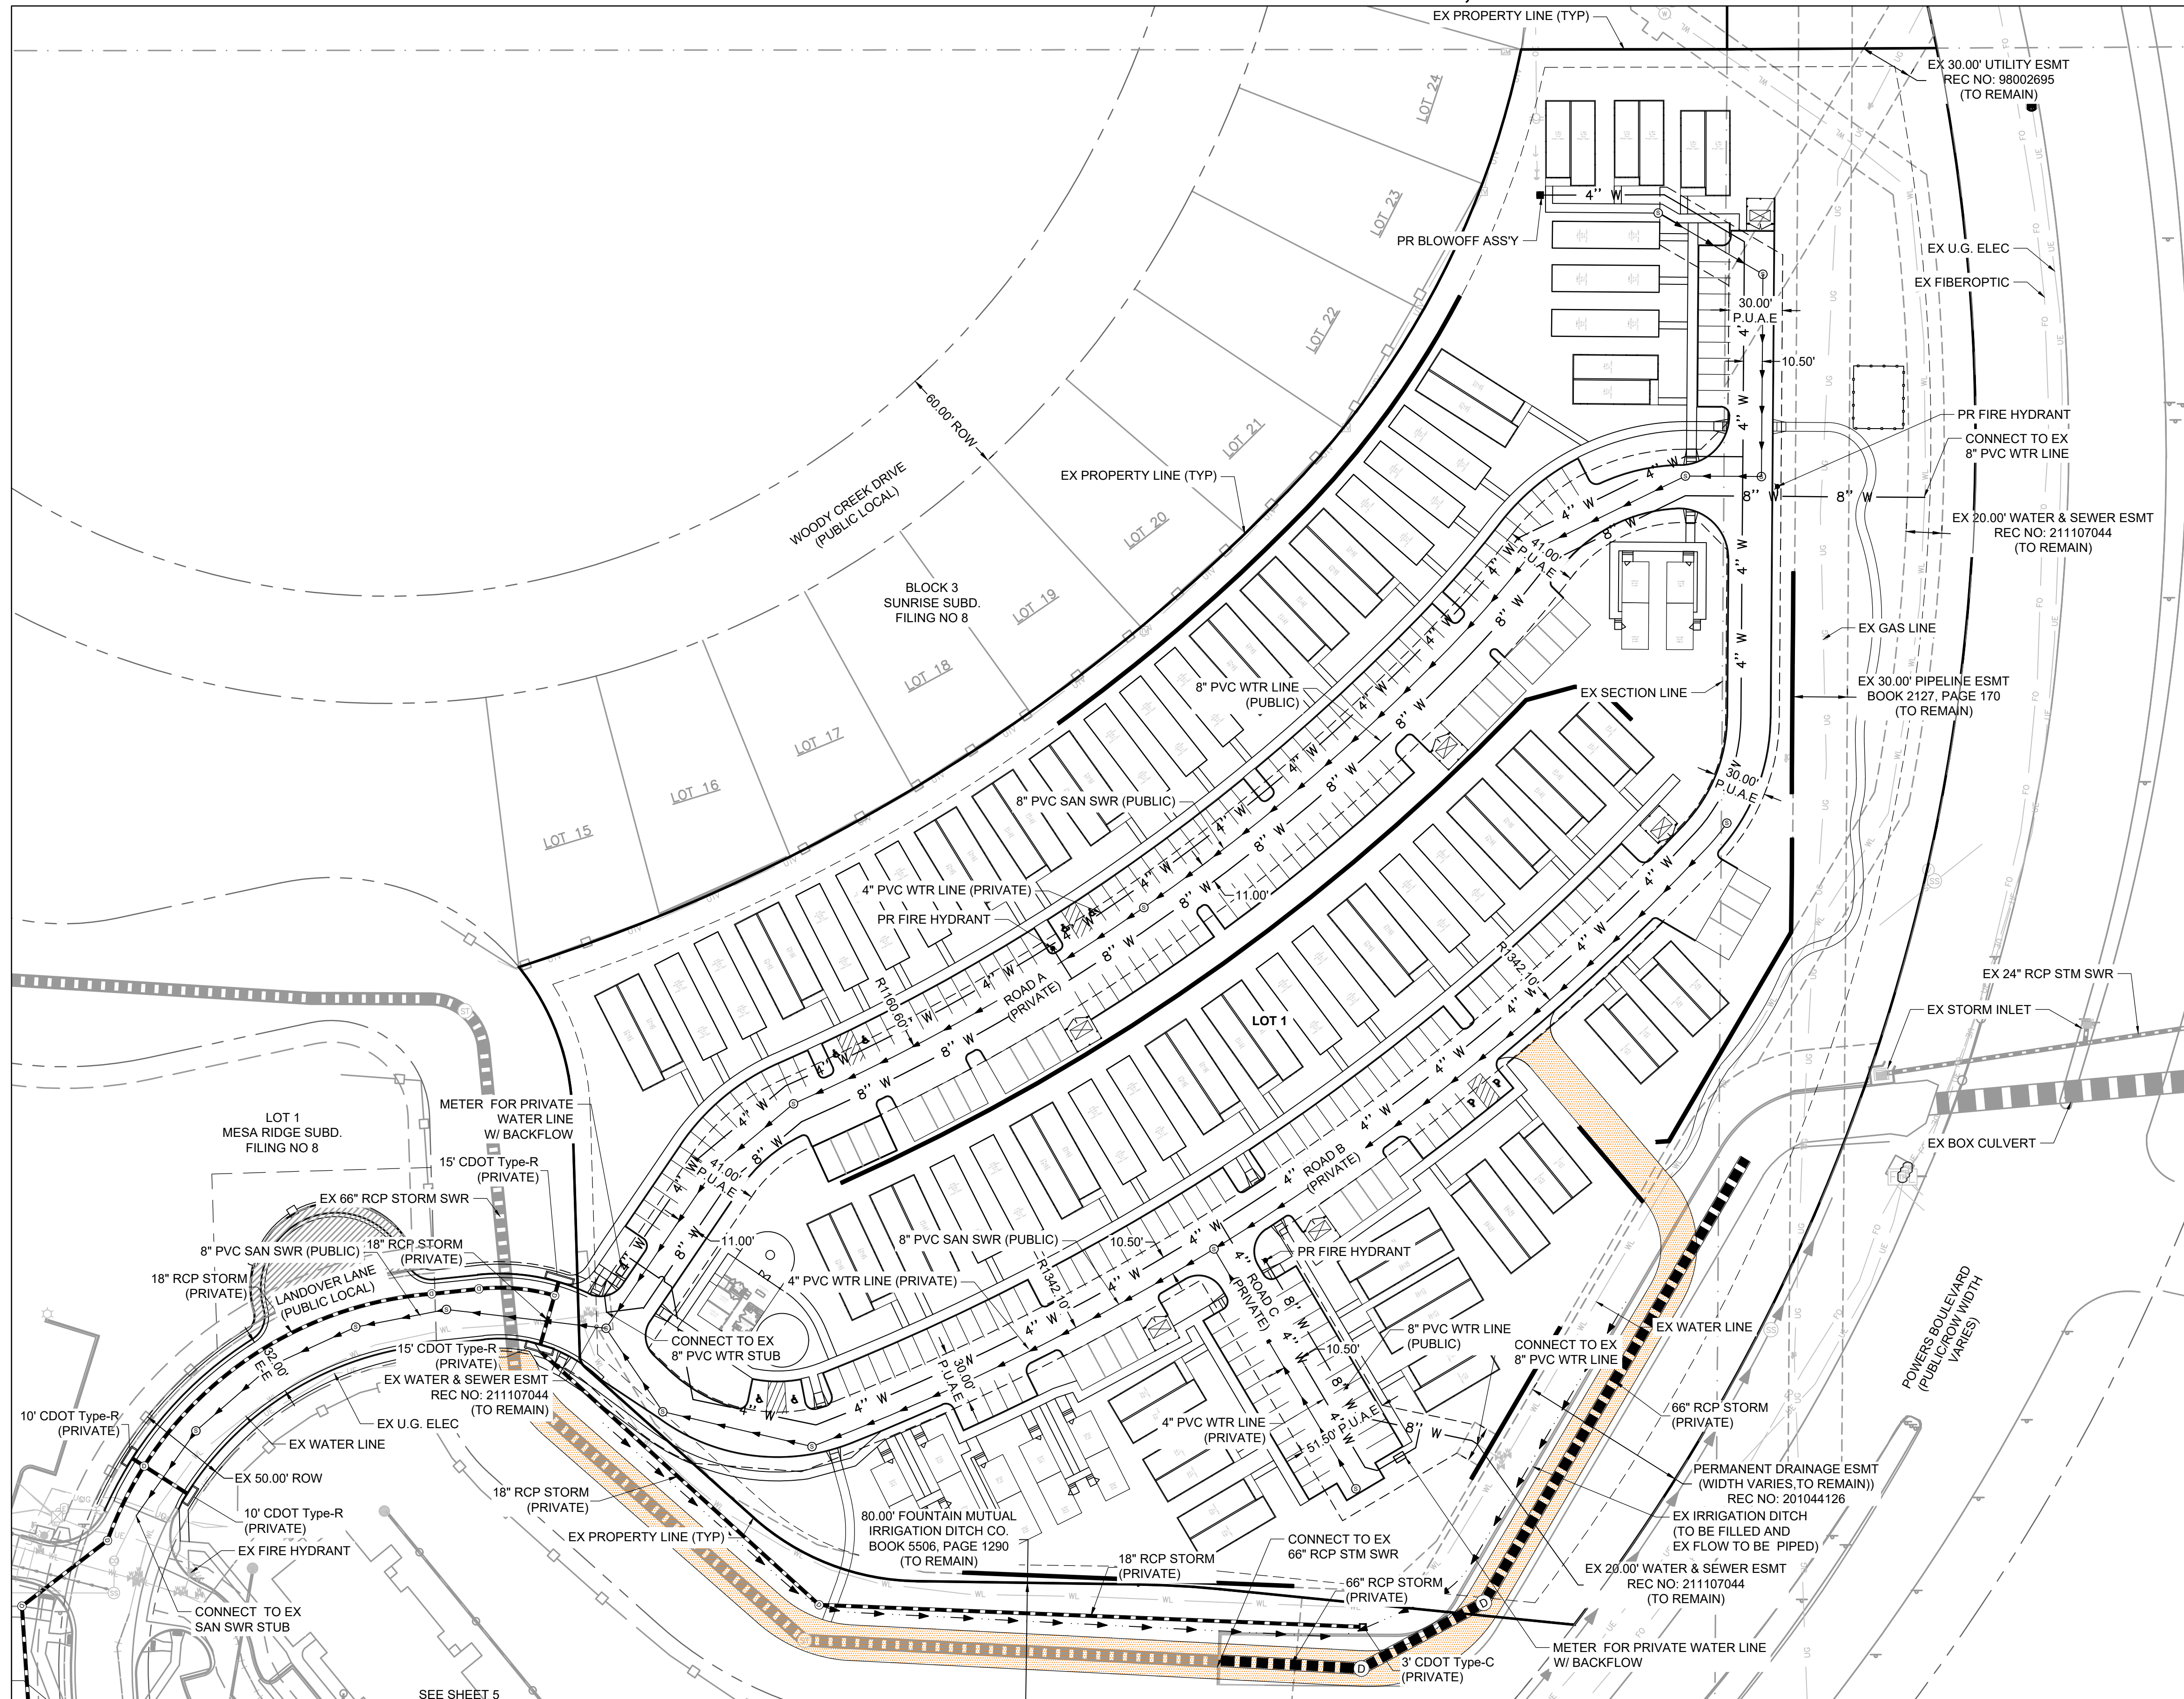 EX PROPERTY LINE (TYP)
EX 30.00' UTILITY ESMT
REC NO: 98002695
(TO REMAIN)
LOT 24
LOT 23
PR BLOWOFF ASS'Y
4" W
EX U.G. ELEC
EX FIBEROPTIC
30.00'
P.U.A.E
10.50'
LOT 22
60.00' ROW
PR FIRE HYDRANT
CONNECT TO EX
8" PVC WTR LINE
LOT 21
WOODY CREEK DRIVE
(PUBLIC LOCAL)
EX PROPERTY LINE (TYP)
8" W
8" W
LOT 20
EX 20.00' WATER & SEWER ESMT
REC NO: 211107044
(TO REMAIN)
41.00'
P.U.A.E
BLOCK 3
SUNRISE SUBD.
FILING NO 8
LOT 19
EX GAS LINE
LOT 18
8" PVC WTR LINE
(PUBLIC)
EX SECTION LINE
EX 30.00' PIPELINE ESMT
BOOK 2127, PAGE 170
(TO REMAIN)
LOT 17
30.00'
P.U.A.E
LOT 16
8" PVC SAN SWR (PUBLIC)
LOT 15
4" PVC WTR LINE (PRIVATE)
11.00'
PR FIRE HYDRANT
R1342.10'
EX 24" RCP STM SWR
ROAD A
(PRIVATE)
R1160.60'
LOT 1
EX STORM INLET
METER FOR PRIVATE
WATER LINE
W/ BACKFLOW
LOT 1
MESA RIDGE SUBD.
FILING NO 8
EX BOX CULVERT
15' CDOT Type-R
(PRIVATE)
41.00'
P.U.A.E
ROAD B
(PRIVATE)
EX 66" RCP STORM SWR
8" PVC SAN SWR (PUBLIC)
18" RCP STORM
(PRIVATE)
11.00'
8" PVC SAN SWR (PUBLIC)
10.50'
PR FIRE HYDRANT
18" RCP STORM
(PRIVATE)
LANDOVER LANE
(PUBLIC LOCAL)
4" PVC WTR LINE (PRIVATE)
R1342.10'
ROAD C
(PRIVATE)
POWERS BOULEVARD
(PUBLIC/ROW WIDTH
VARIES)
CONNECT TO EX
8" PVC WTR STUB
8" PVC WTR LINE
(PUBLIC)
EX WATER LINE
15' CDOT Type-R
(PRIVATE)
10.50'
CONNECT TO EX
8" PVC WTR LINE
32.00'
E.E
EX WATER & SEWER ESMT
REC NO: 211107044
(TO REMAIN)
30.00'
P.U.A.E
10' CDOT Type-R
(PRIVATE)
EX U.G. ELEC
66" RCP STORM
(PRIVATE)
4" PVC WTR LINE
(PRIVATE)
51.50' P.U.A.E
8" W
EX WATER LINE
EX 50.00' ROW
PERMANENT DRAINAGE ESMT
(WIDTH VARIES,TO REMAIN))
REC NO: 201044126
18" RCP STORM
(PRIVATE)
10' CDOT Type-R
(PRIVATE)
80.00' FOUNTAIN MUTUAL
IRRIGATION DITCH CO.
BOOK 5506, PAGE 1290
(TO REMAIN)
EX IRRIGATION DITCH
(TO BE FILLED AND
EX FLOW TO BE PIPED)
EX PROPERTY LINE (TYP)
CONNECT TO EX
66" RCP STM SWR
EX FIRE HYDRANT
18" RCP STORM
(PRIVATE)
EX 20.00' WATER & SEWER ESMT
REC NO: 211107044
(TO REMAIN)
66" RCP STORM
(PRIVATE)
CONNECT TO EX
SAN SWR STUB
METER FOR PRIVATE WATER LINE
W/ BACKFLOW
3' CDOT Type-C
(PRIVATE)
SEE SHEET 5